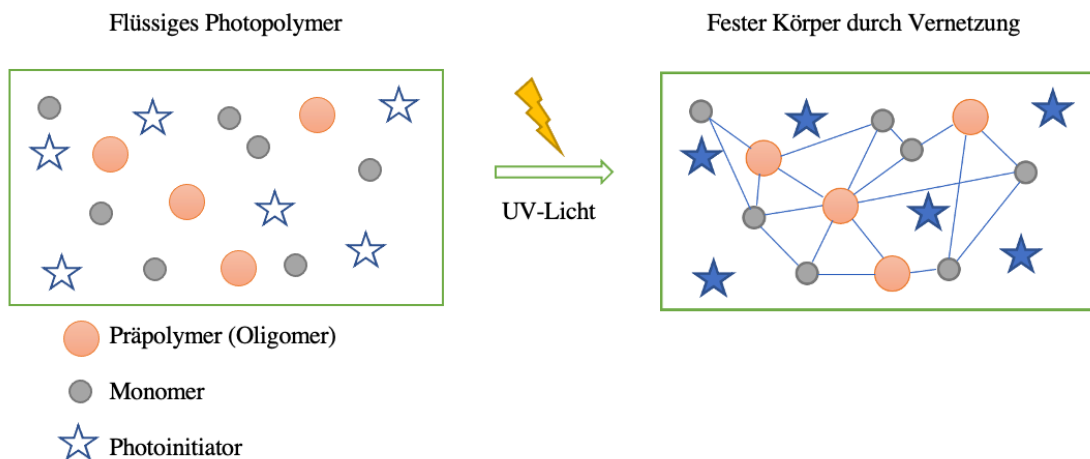 Flüssiges Photopolymer
Fester Körper durch Vernetzung
UV-Licht
Präpolymer (Oligomer)
Monomer
Photoinitiator